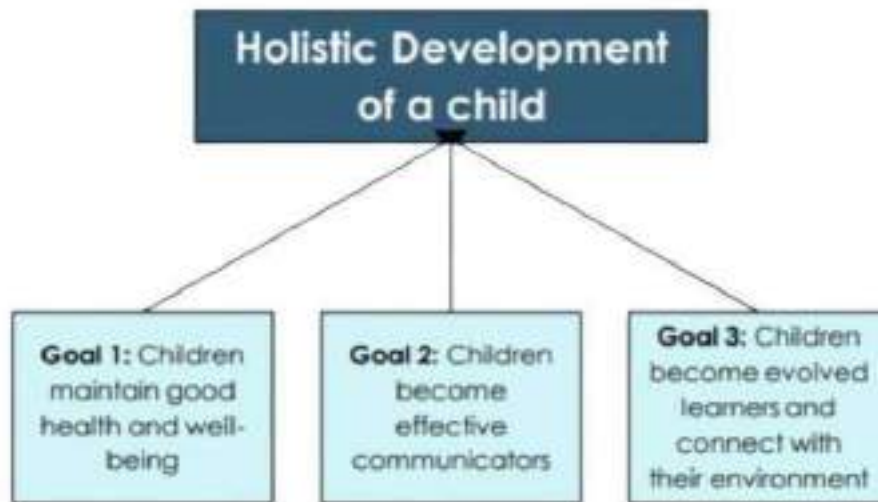 Holistic Development
of a child
Goal 1: Children
maintain good
health and well-
being
Goal 2: Children
become
effective
communicators
Goal 3: Children
become evolved
learners and
connect with
their environment